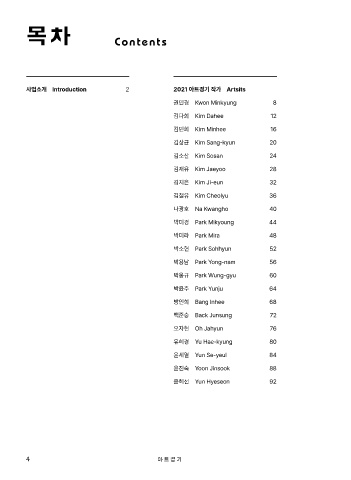 목차 Contents
사업소개 Introduction 2
2021 아트경기 작가 Artsits
권민경 Kwon Minkyung 8
김다희 Kim Dahee 12
김민희 Kim Minhee 16
김상균 Kim Sang-kyun 20
김소산 Kim Sosan 24
김재유 Kim Jaeyoo 28
김지은 Kim Ji-eun 32
김철유 Kim Cheolyu 36
나광호 Na Kwangho 40
박미경 Park Mikyoung 44
박미라 Park Mira 48
박소현 Park Sohhyun 52
박용남 Park Yong-nam 56
박웅규 Park Wung-gyu 60
박윤주 Park Yunju 64
방인희 Bang Inhee 68
백준승 Back Junsung 72
오자현 Oh Jahyun 76
유혜경 Yu Hae-kyung 80
윤세열 Yun Se-yeul 84
윤진숙 Yoon Jinsook 88
윤혜선 Yun Hyeseon 92
4 아트경기